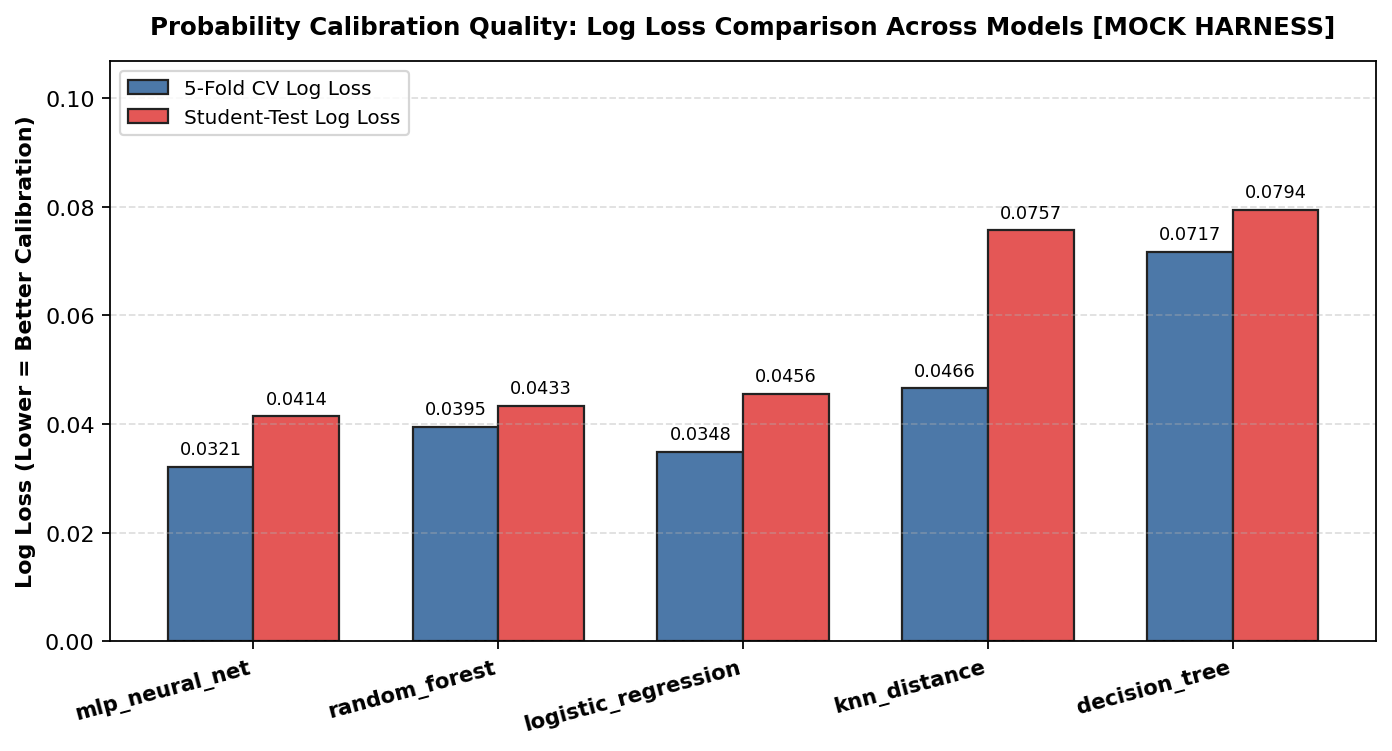 Probability Calibration Quality: Log Loss Comparison Across Models [MOCK HARNESS]
5-Fold CV Log Loss
Student-Test Log Loss
Log Loss (Lower = Better Calibration)
0.10
0.08
0.06
0.04
0.02
0.00
0.0321
0.0414
0.0395
0.0433
0.0348
0.0456
0.0466
0.0757
0.0717
0.0794
mlp_neural_net
random_forest
logistic_regression
knn_distance
decision_tree